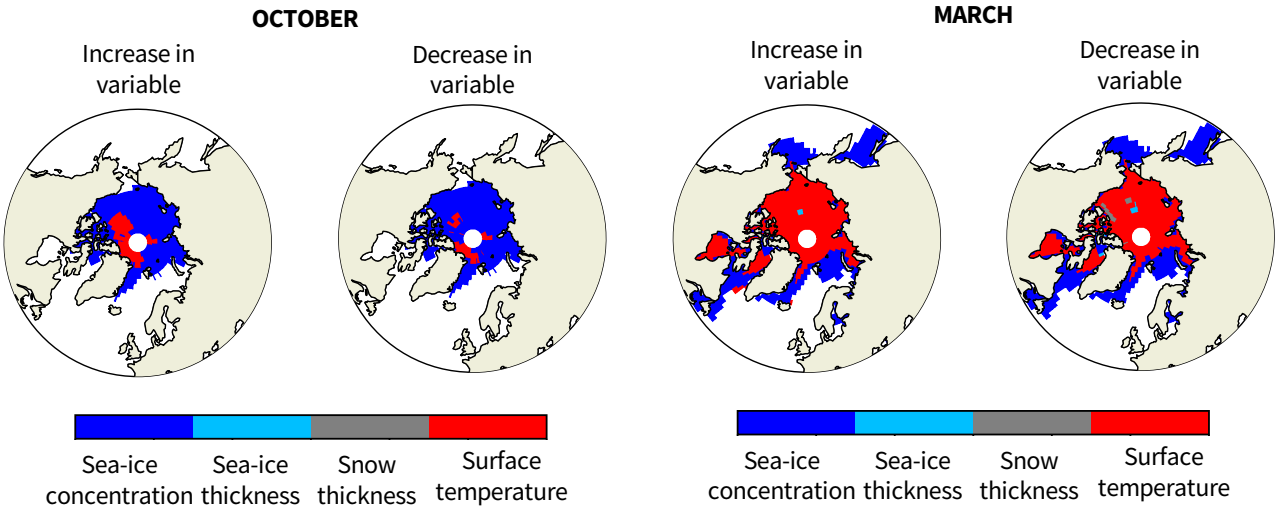 OCTOBER
Increase in
variable
Decrease in
variable
Sea-ice
concentration
Sea-ice
thickness
Snow
thickness
Surface
temperature
MARCH
Increase in
variable
Decrease in
variable
Sea-ice
concentration
Sea-ice
thickness
Snow
thickness
Surface
temperature